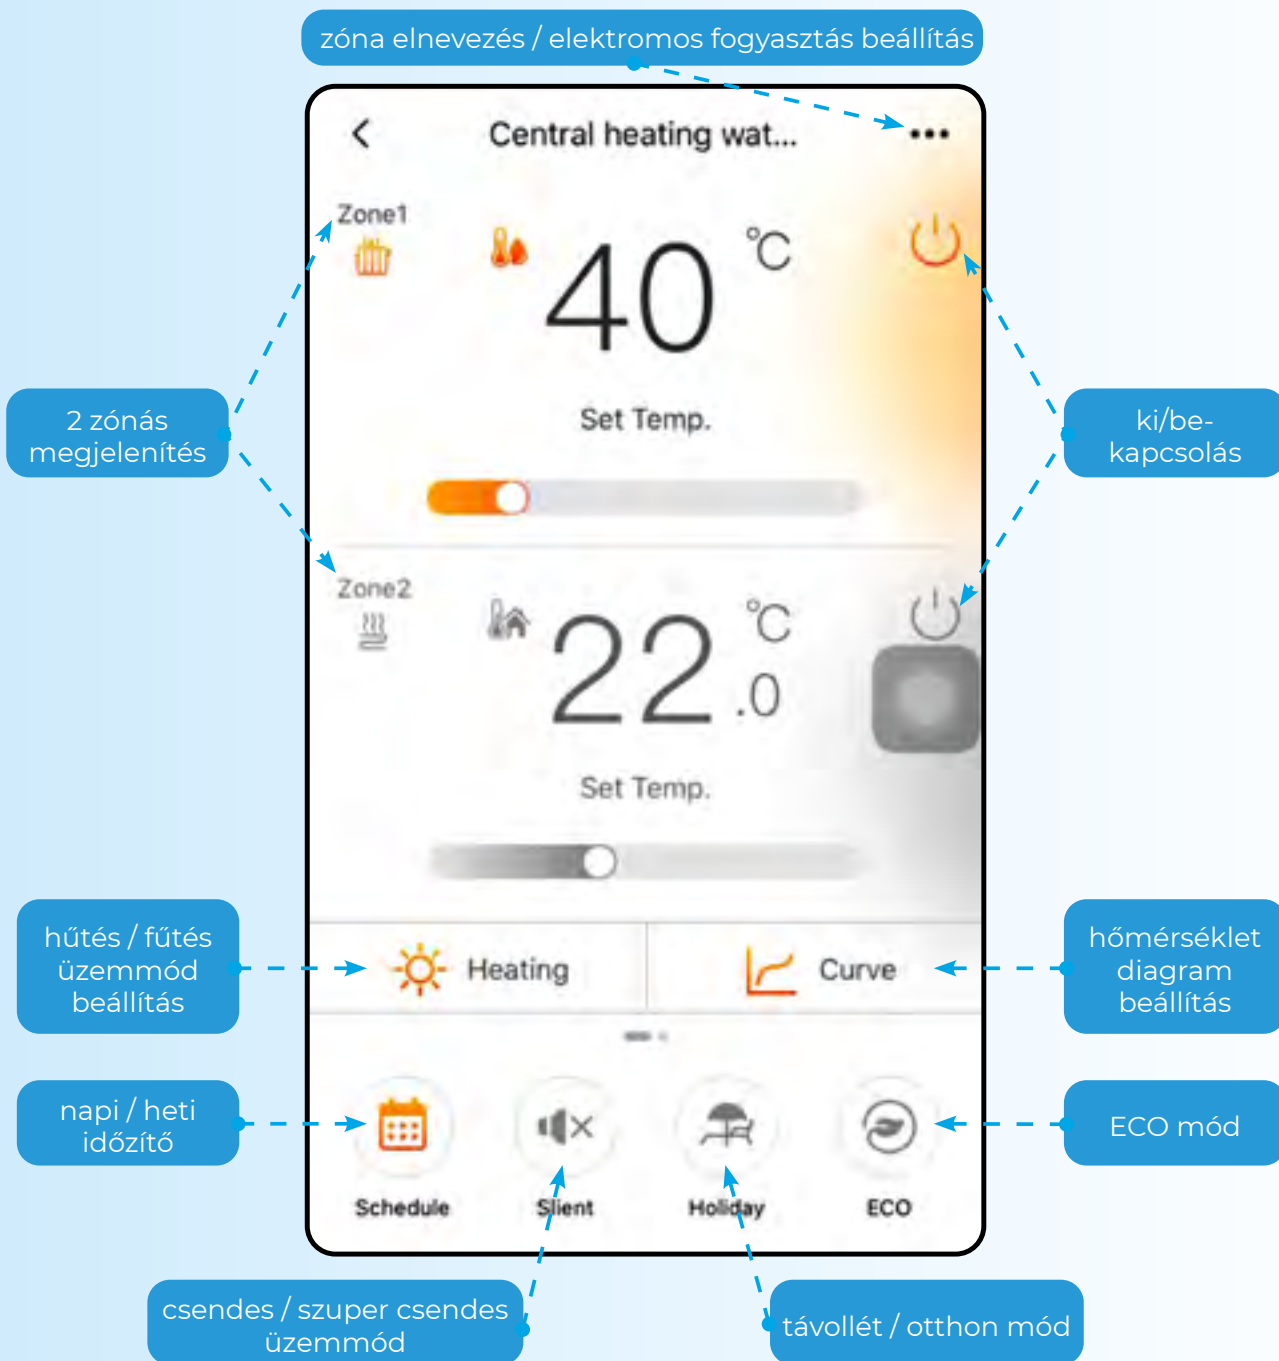 zóna elnevezés / elektromos fogyasztás beállítás
Central heating wat...
Zone1
40 °C
Set Temp.
2 zónás
megjelenítés
ki/be-
kapcsolás
Zone2
22.0 °C
Set Temp.
hűtés / fűtés
üzemmód
beállítás
Heating
Curve
hőmérséklet
diagram
beállítás
napi / heti
időzítő
ECO mód
Schedule
Slient
Holiday
ECO
csendes / szuper csendes
üzemmód
távollét / otthon mód